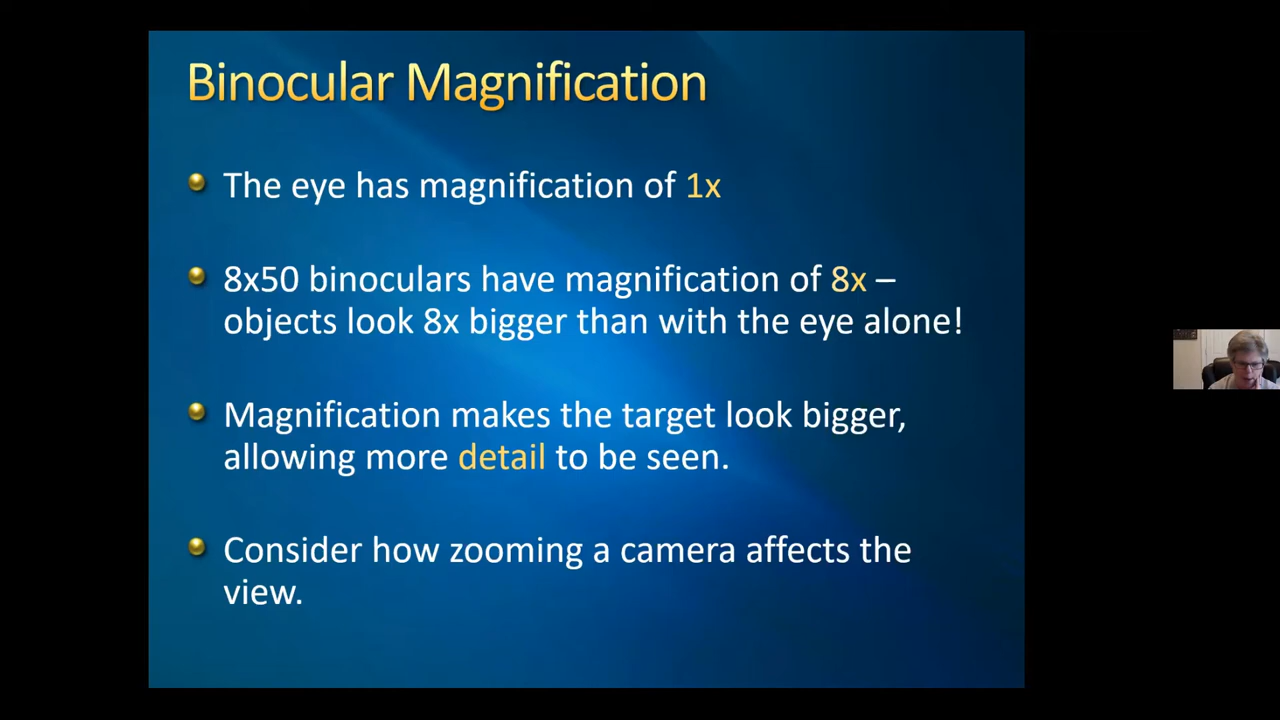 Binocular Magnification
The eye has magnification of 1x
8x50 binoculars have magnification of 8x –
objects look 8x bigger than with the eye alone!
Magnification makes the target look bigger,
allowing more detail to be seen.
Consider how zooming a camera affects the
view.